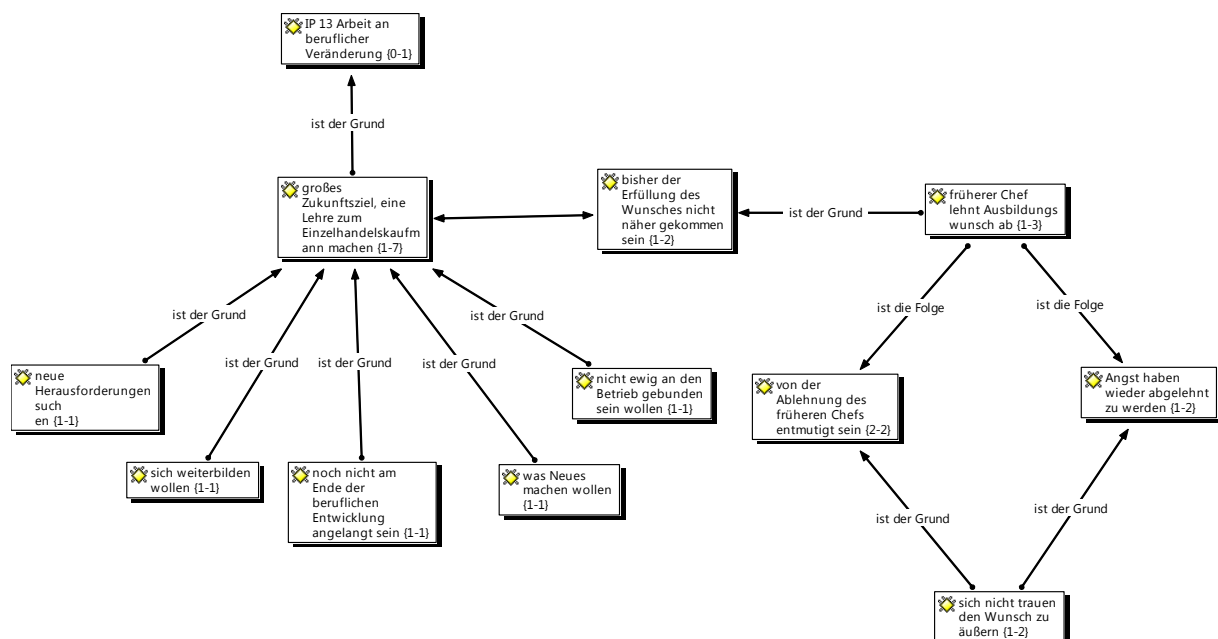 IP 13 Arbeit an
beruflicher
Veränderung {0-1}
ist der Grund
großes
Zukunftsziel, eine
Lehre zum
Einzelhandelskaufm
ann machen {1-7}
bisher der
Erfüllung des
Wunsches nicht
näher gekommen
sein {1-2}
ist der Grund
früherer Chef
lehnt Ausbildungs
wunsch ab {1-3}
ist der Grund
ist der Grund
ist der Grund
ist der Grund
ist der Grund
ist die Folge
ist die Folge
neue
Herausforderungen
such
en {1-1}
nicht ewig an den
Betrieb gebunden
sein wollen {1-1}
von der
Ablehnung des
früheren Chefs
entmutigt sein {2-2}
Angst haben
wieder abgelehnt
zu werden {1-2}
sich weiterbilden
wollen {1-1}
noch nicht am
Ende der
beruflichen
Entwicklung
angelangt sein {1-1}
was Neues
machen wollen
{1-1}
ist der Grund
ist der Grund
sich nicht trauen
den Wunsch zu
äußern {1-2}